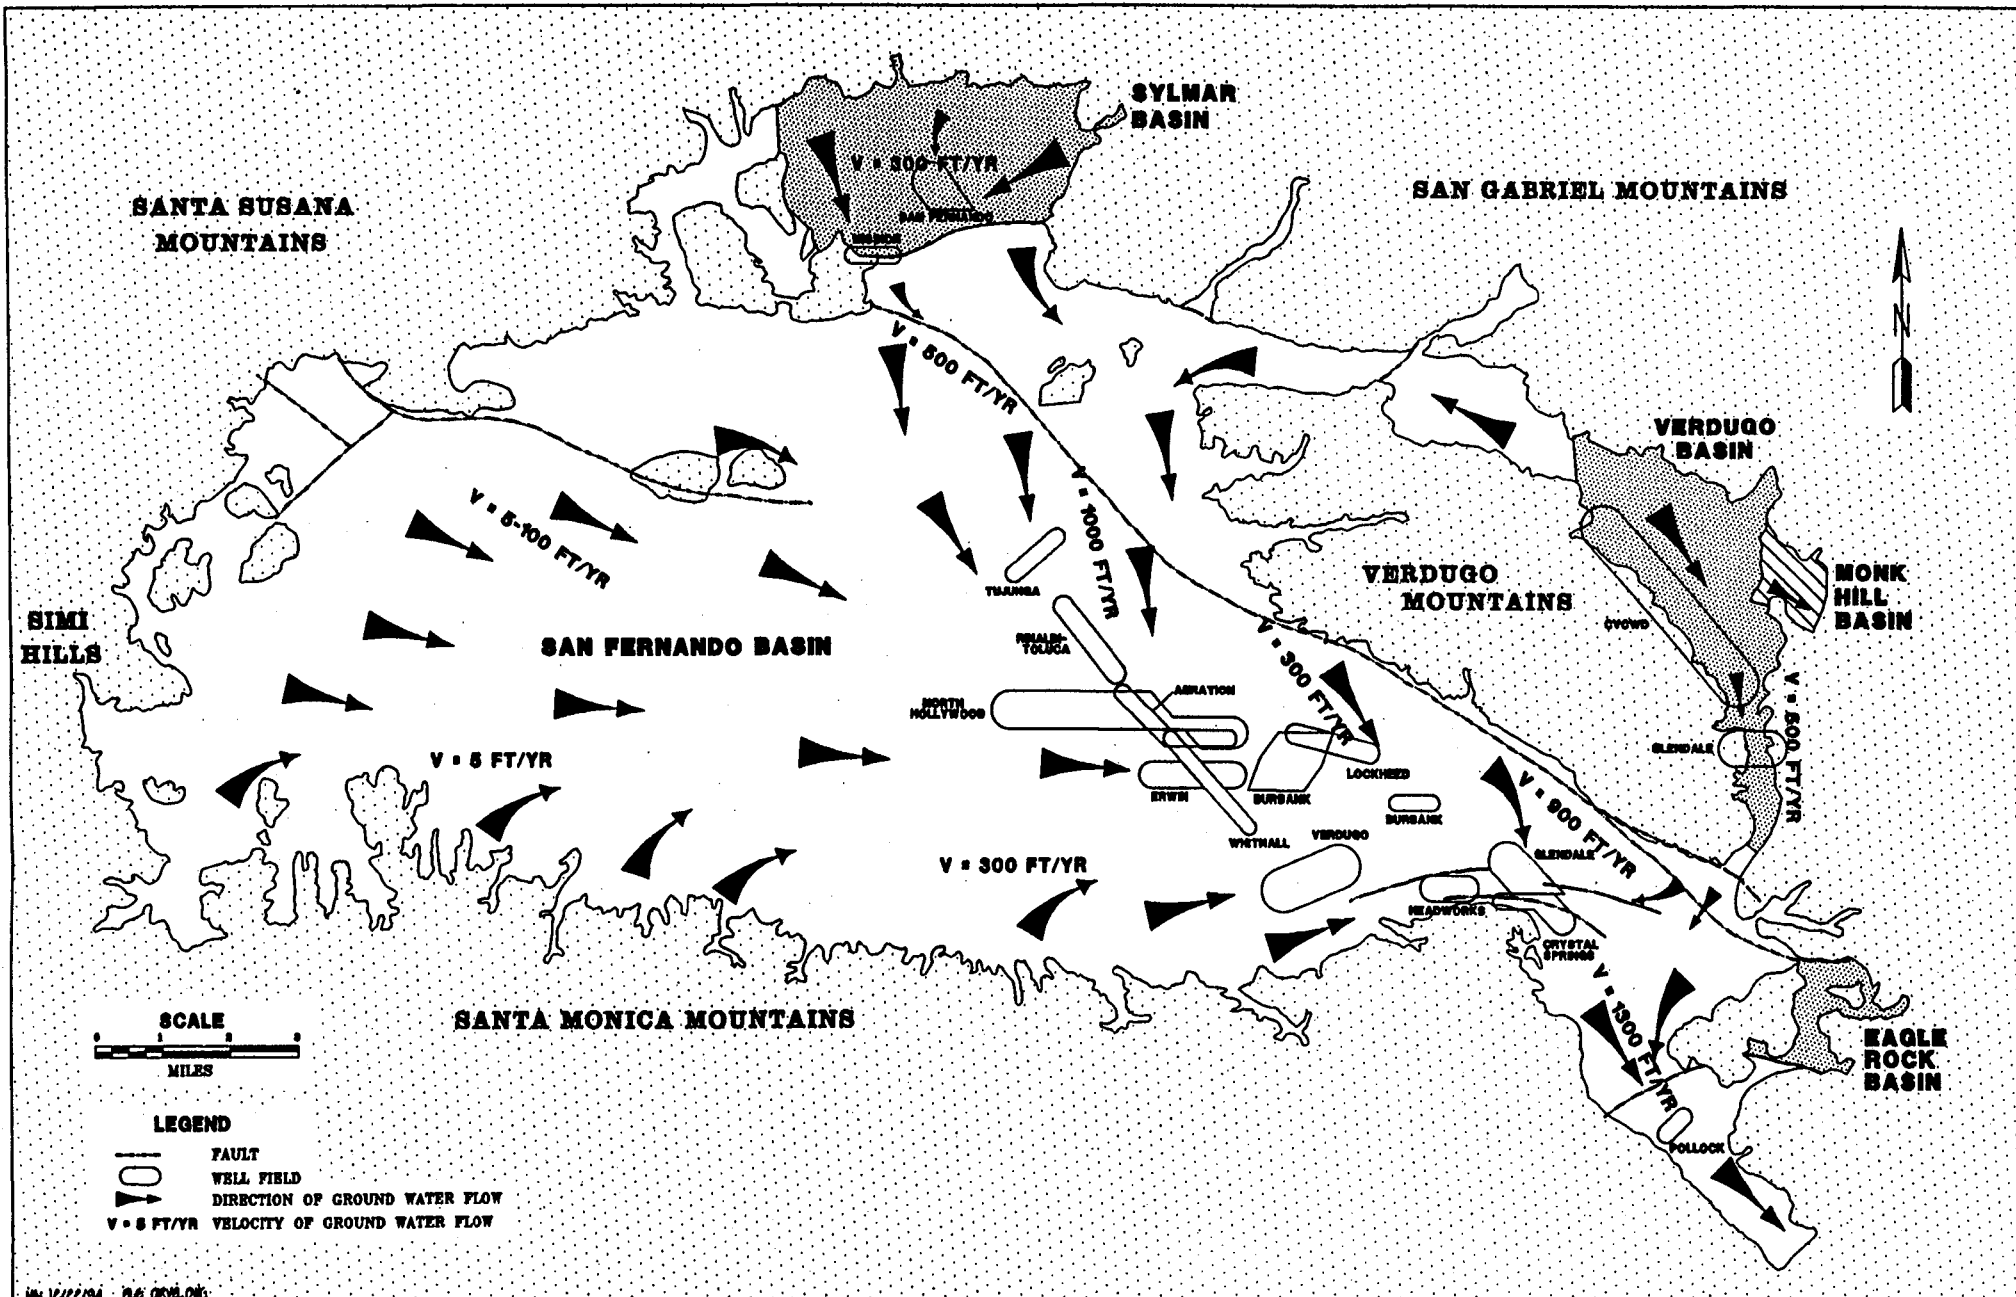 SYLMAR
BASIN
V = 300 FT/YR
SAN GABRIEL MOUNTAINS
SANTA SUSANA
MOUNTAINS
SAN FERNANDO
MISSION
N
V = 500 FT/YR
VERDUGO
BASIN
V = 5-100 FT/YR
V = 1000 FT/YR
TUJUNGA
VERDUGO
MOUNTAINS
MONK
HILL
BASIN
CVCWD
SIMI
HILLS
SAN FERNANDO BASIN
RINALDI-
TOLUCA
V = 300 FT/YR
AERATION
NORTH
HOLLYWOOD
V = 500 FT/YR
GLENDALE
V = 5 FT/YR
LOCKHEED
ERWIN
BURBANK
BURBANK
V = 900 FT/YR
VERDUGO
WHITNALL
GLENDALE
V = 300 FT/YR
HEADWORKS
CRYSTAL
SPRINGS
V = 1300 FT/YR
SANTA MONICA MOUNTAINS
EAGLE
ROCK
BASIN
POLLOCK
SCALE
0 1 2 3
MILES
LEGEND
FAULT
WELL FIELD
DIRECTION OF GROUND WATER FLOW
V = 5 FT/YR VELOCITY OF GROUND WATER FLOW